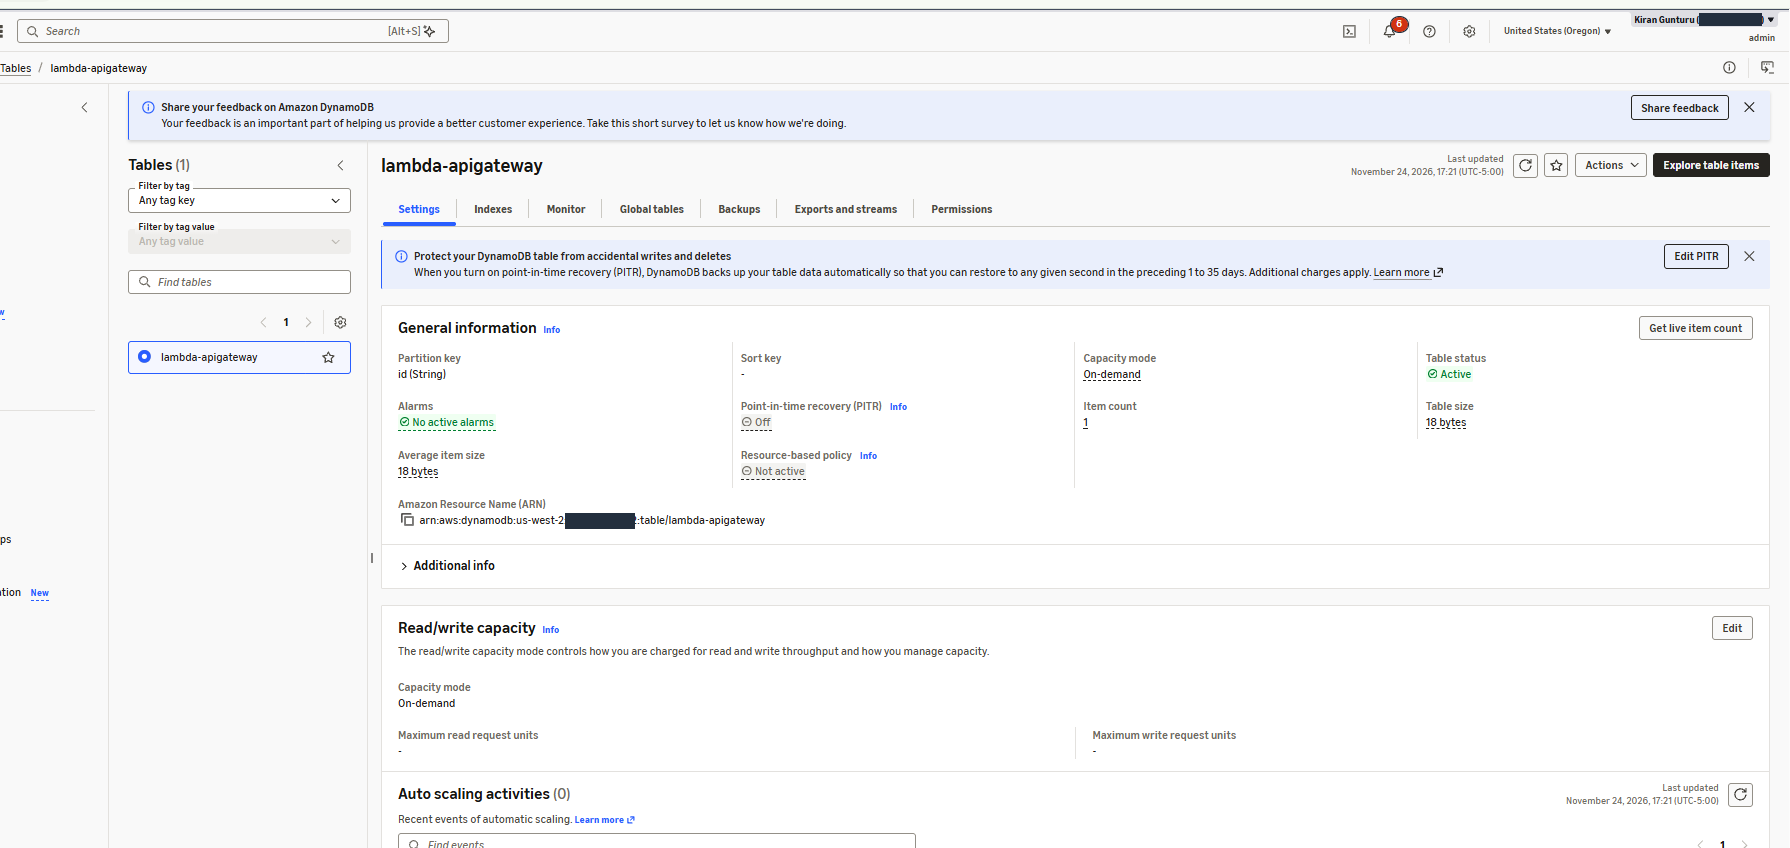 Search
[Alt+S]
6
United States (Oregon)
Kiran Gunturu (
)
admin
Tables / lambda-apigateway
Share your feedback on Amazon DynamoDB
Your feedback is an important part of helping us provide a better customer experience. Take this short survey to let us know how we're doing.
Share feedback
Tables (1)
Filter by tag
Any tag key
Filter by tag value
Any tag value
Find tables
1
lambda-apigateway
ps
New
lambda-apigateway
Last updated
November 24, 2026, 17:21 (UTC-5:00)
Actions
Explore table items
Settings
Indexes
Monitor
Global tables
Backups
Exports and streams
Permissions
Protect your DynamoDB table from accidental writes and deletes
When you turn on point-in-time recovery (PITR), DynamoDB backs up your table data automatically so that you can restore to any given second in the preceding 1 to 35 days. Additional charges apply. Learn more
Edit PITR
General information Info
Get live item count
Partition key
id (String)
Sort key
-
Capacity mode
On-demand
Table status
Active
Alarms
No active alarms
Point-in-time recovery (PITR) Info
Off
Item count
1
Table size
18 bytes
Average item size
18 bytes
Resource-based policy Info
Not active
Amazon Resource Name (ARN)
arn:aws:dynamodb:us-west-2 :table/lambda-apigateway
Additional info
Read/write capacity Info
Edit
The read/write capacity mode controls how you are charged for read and write throughput and how you manage capacity.
Capacity mode
On-demand
Maximum read request units
-
Maximum write request units
-
Auto scaling activities (0)
Last updated
November 24, 2026, 17:21 (UTC-5:00)
Recent events of automatic scaling. Learn more
Find events
1